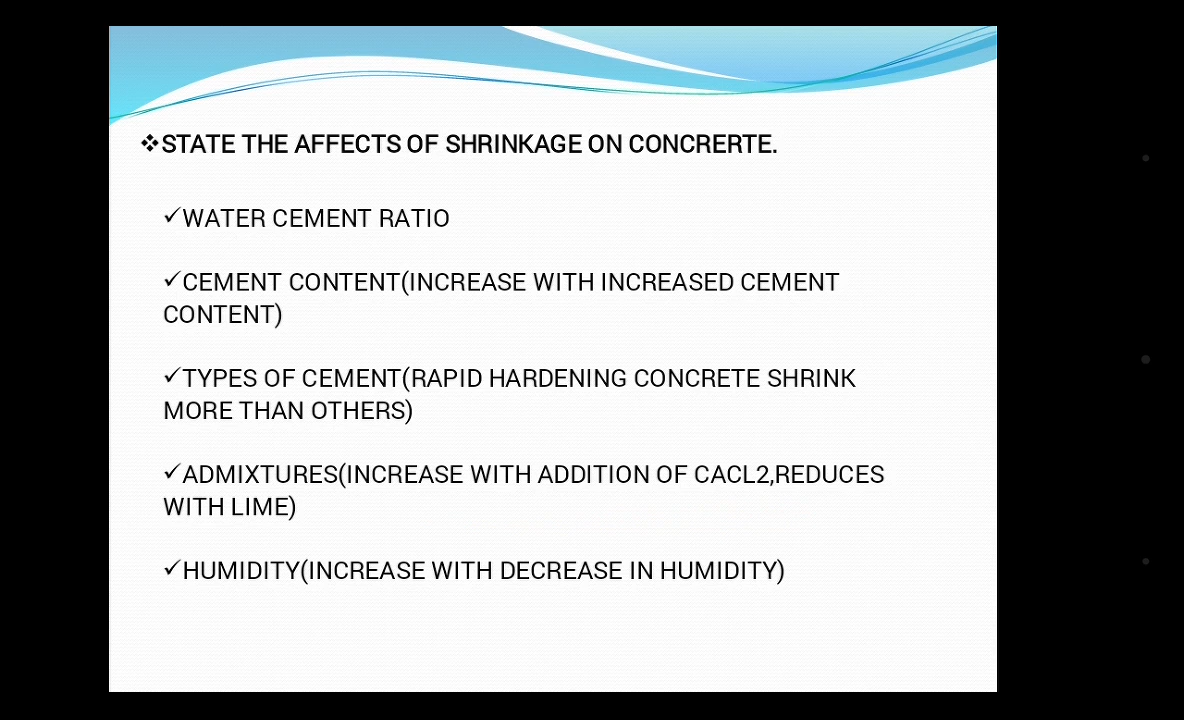 ❖STATE THE AFFECTS OF SHRINKAGE ON CONCRERTE.
✓WATER CEMENT RATIO
✓CEMENT CONTENT(INCREASE WITH INCREASED CEMENT
CONTENT)
✓TYPES OF CEMENT(RAPID HARDENING CONCRETE SHRINK
MORE THAN OTHERS)
✓ADMIXTURES(INCREASE WITH ADDITION OF CACL2,REDUCES
WITH LIME)
✓HUMIDITY(INCREASE WITH DECREASE IN HUMIDITY)